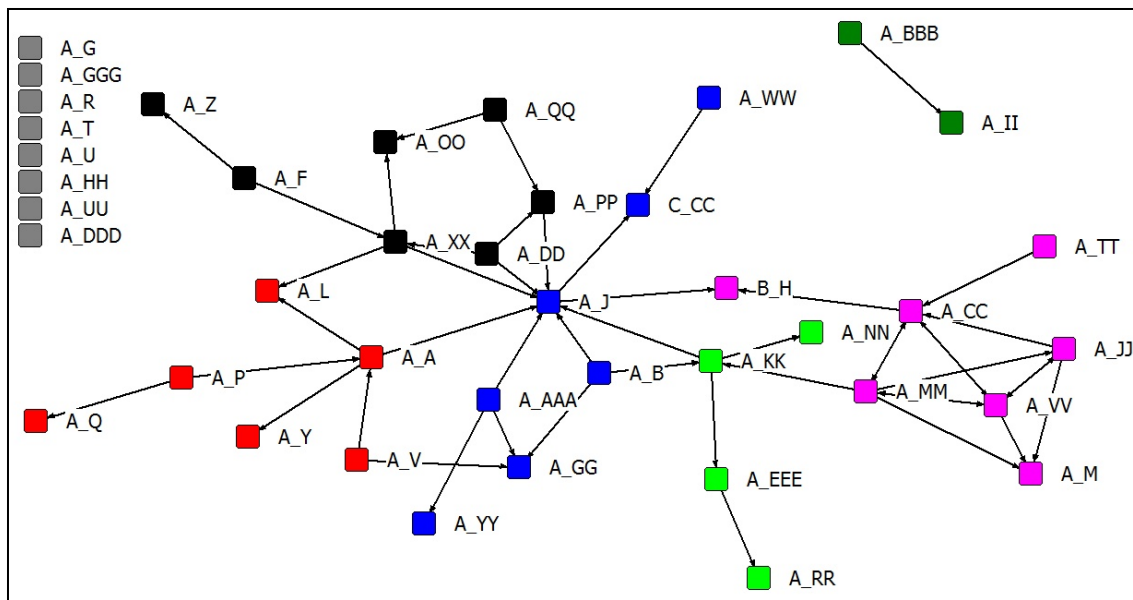 A_G
A_GGG
A_R
A_T
A_U
A_HH
A_UU
A_DDD
A_BBB
A_II
A_Z
A_QQ
A_WW
A_OO
A_F
A_PP
C_CC
A_XX
A_DD
A_TT
A_L
A_J
B_H
A_CC
A_NN
A_JJ
A_A
A_KK
A_P
A_B
A_MM
A_VV
A_AAA
A_Q
A_Y
A_V
A_GG
A_EEE
A_M
A_YY
A_RR